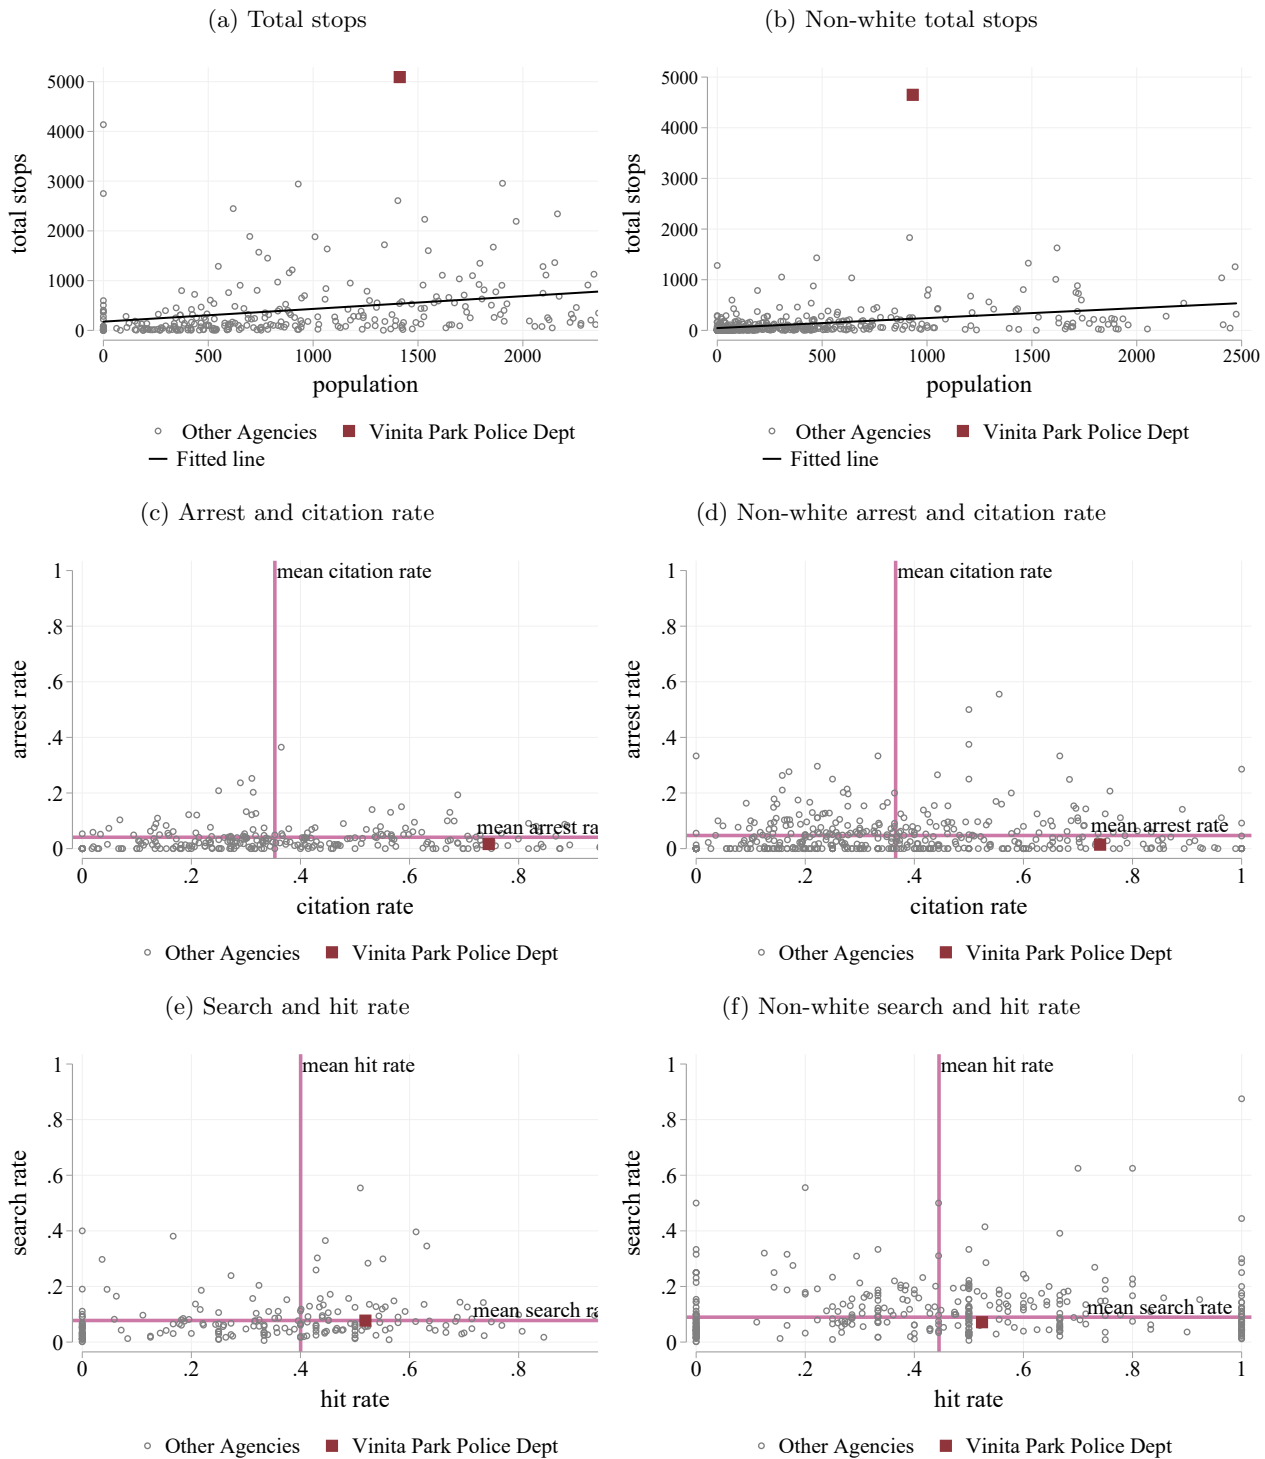 (a) Total stops
(b) Non-white total stops
total stops
5000
4000
3000
2000
1000
0
0 500 1000 1500 2000
population
Other Agencies Vinita Park Police Dept
Fitted line
total stops
5000
4000
3000
2000
1000
0
0 500 1000 1500 2000 2500
population
Other Agencies Vinita Park Police Dept
Fitted line
(c) Arrest and citation rate
(d) Non-white arrest and citation rate
arrest rate
1
.8
.6
.4
.2
0
mean citation rate
mean arrest ra
0 .2 .4 .6 .8
citation rate
Other Agencies Vinita Park Police Dept
arrest rate
1
.8
.6
.4
.2
0
mean citation rate
mean arrest rate
0 .2 .4 .6 .8 1
citation rate
Other Agencies Vinita Park Police Dept
(e) Search and hit rate
(f) Non-white search and hit rate
search rate
1
.8
.6
.4
.2
0
mean hit rate
mean search ra
0 .2 .4 .6 .8
hit rate
Other Agencies Vinita Park Police Dept
search rate
1
.8
.6
.4
.2
0
mean hit rate
mean search rate
0 .2 .4 .6 .8 1
hit rate
Other Agencies Vinita Park Police Dept